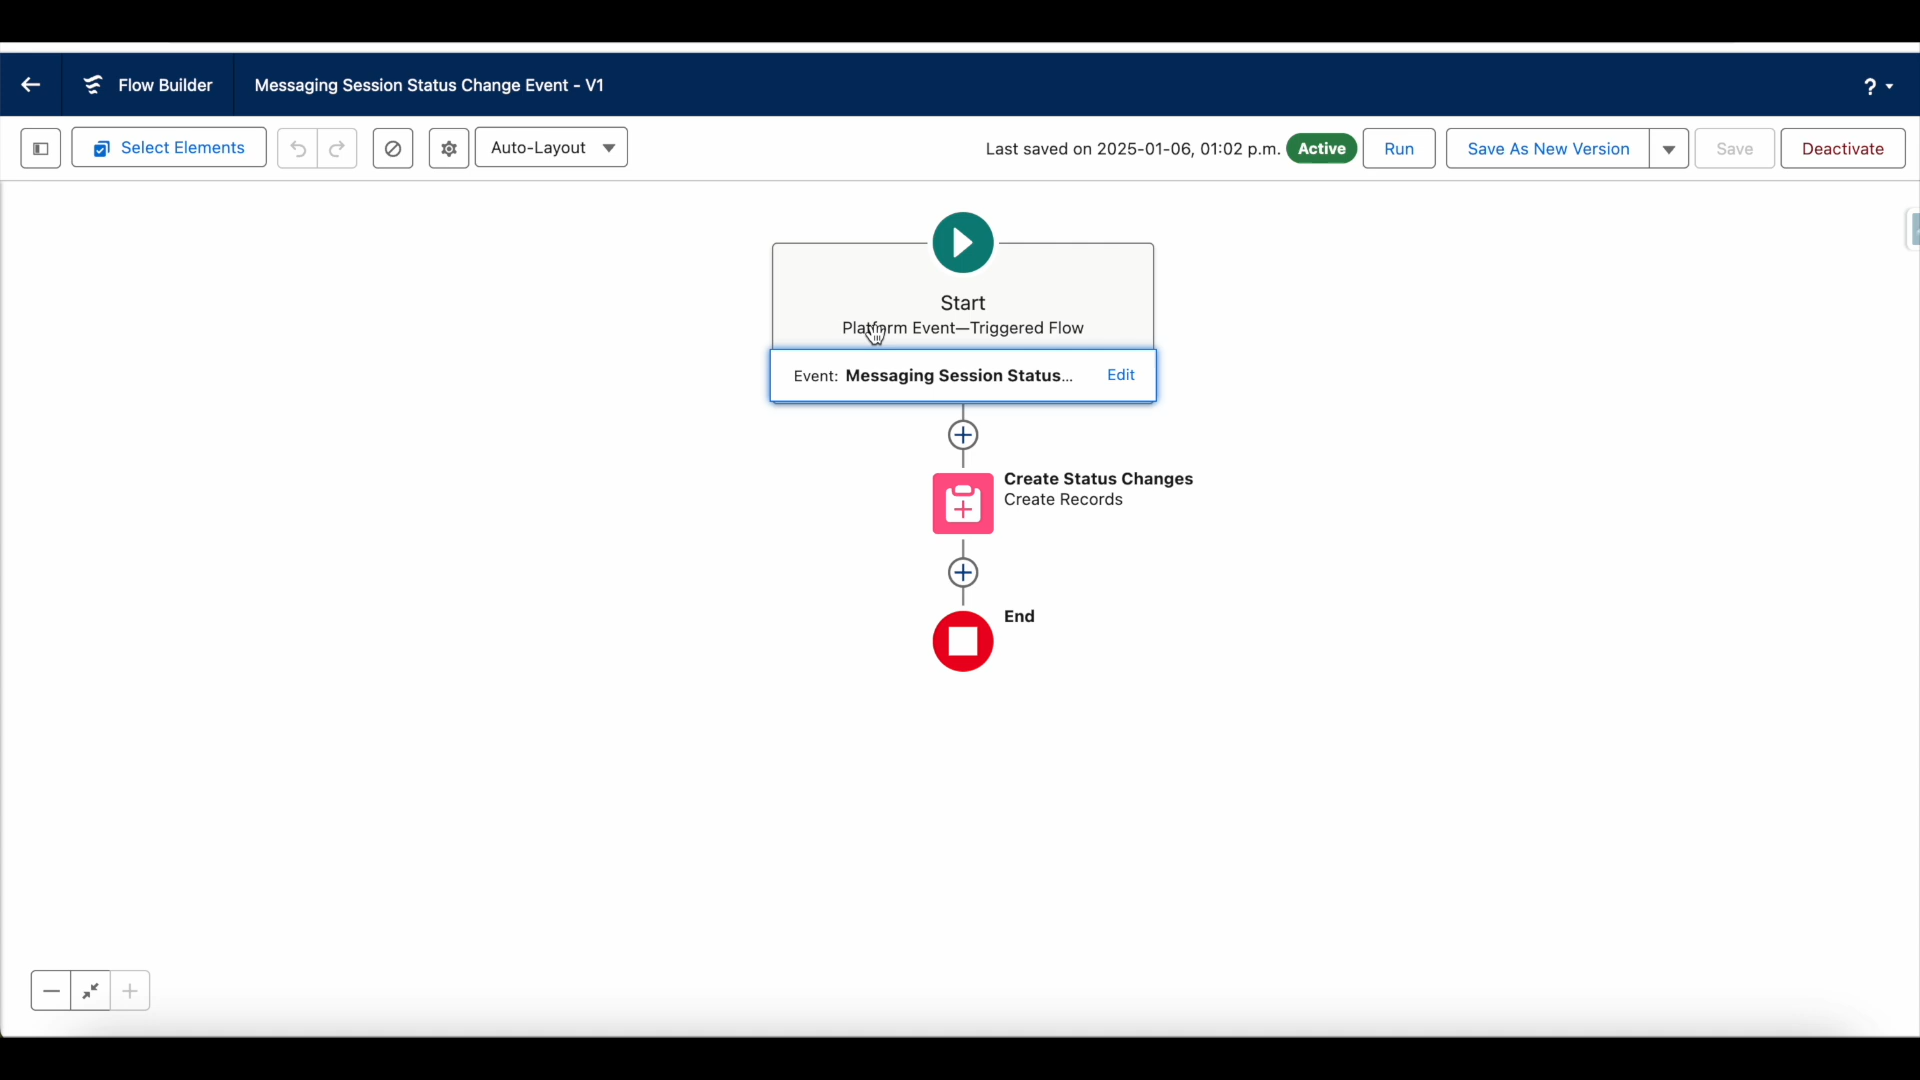 Flow Builder
Messaging Session Status Change Event - V1
?
Select Elements
Auto-Layout
Last saved on 2025-01-06, 01:02 p.m.
Active
Run
Save As New Version
Save
Deactivate
Start
Platform Event—Triggered Flow
Event: Messaging Session Status...
Edit
Create Status Changes
Create Records
End